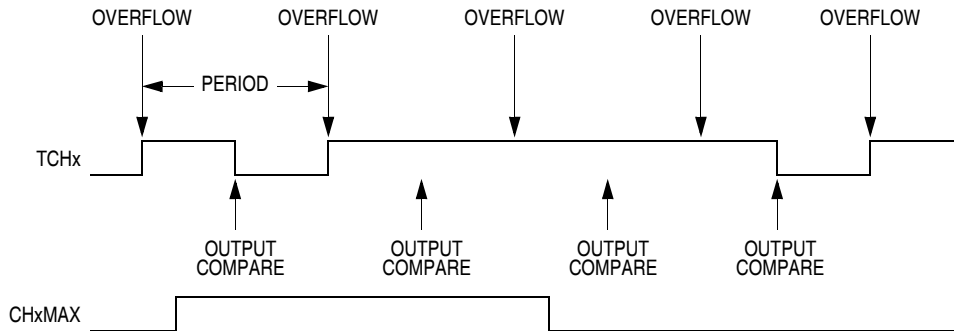 OVERFLOW OVERFLOW OVERFLOW OVERFLOW OVERFLOW
PERIOD
TCHx
OUTPUT OUTPUT OUTPUT OUTPUT
COMPARE COMPARE COMPARE COMPARE
CHxMAX